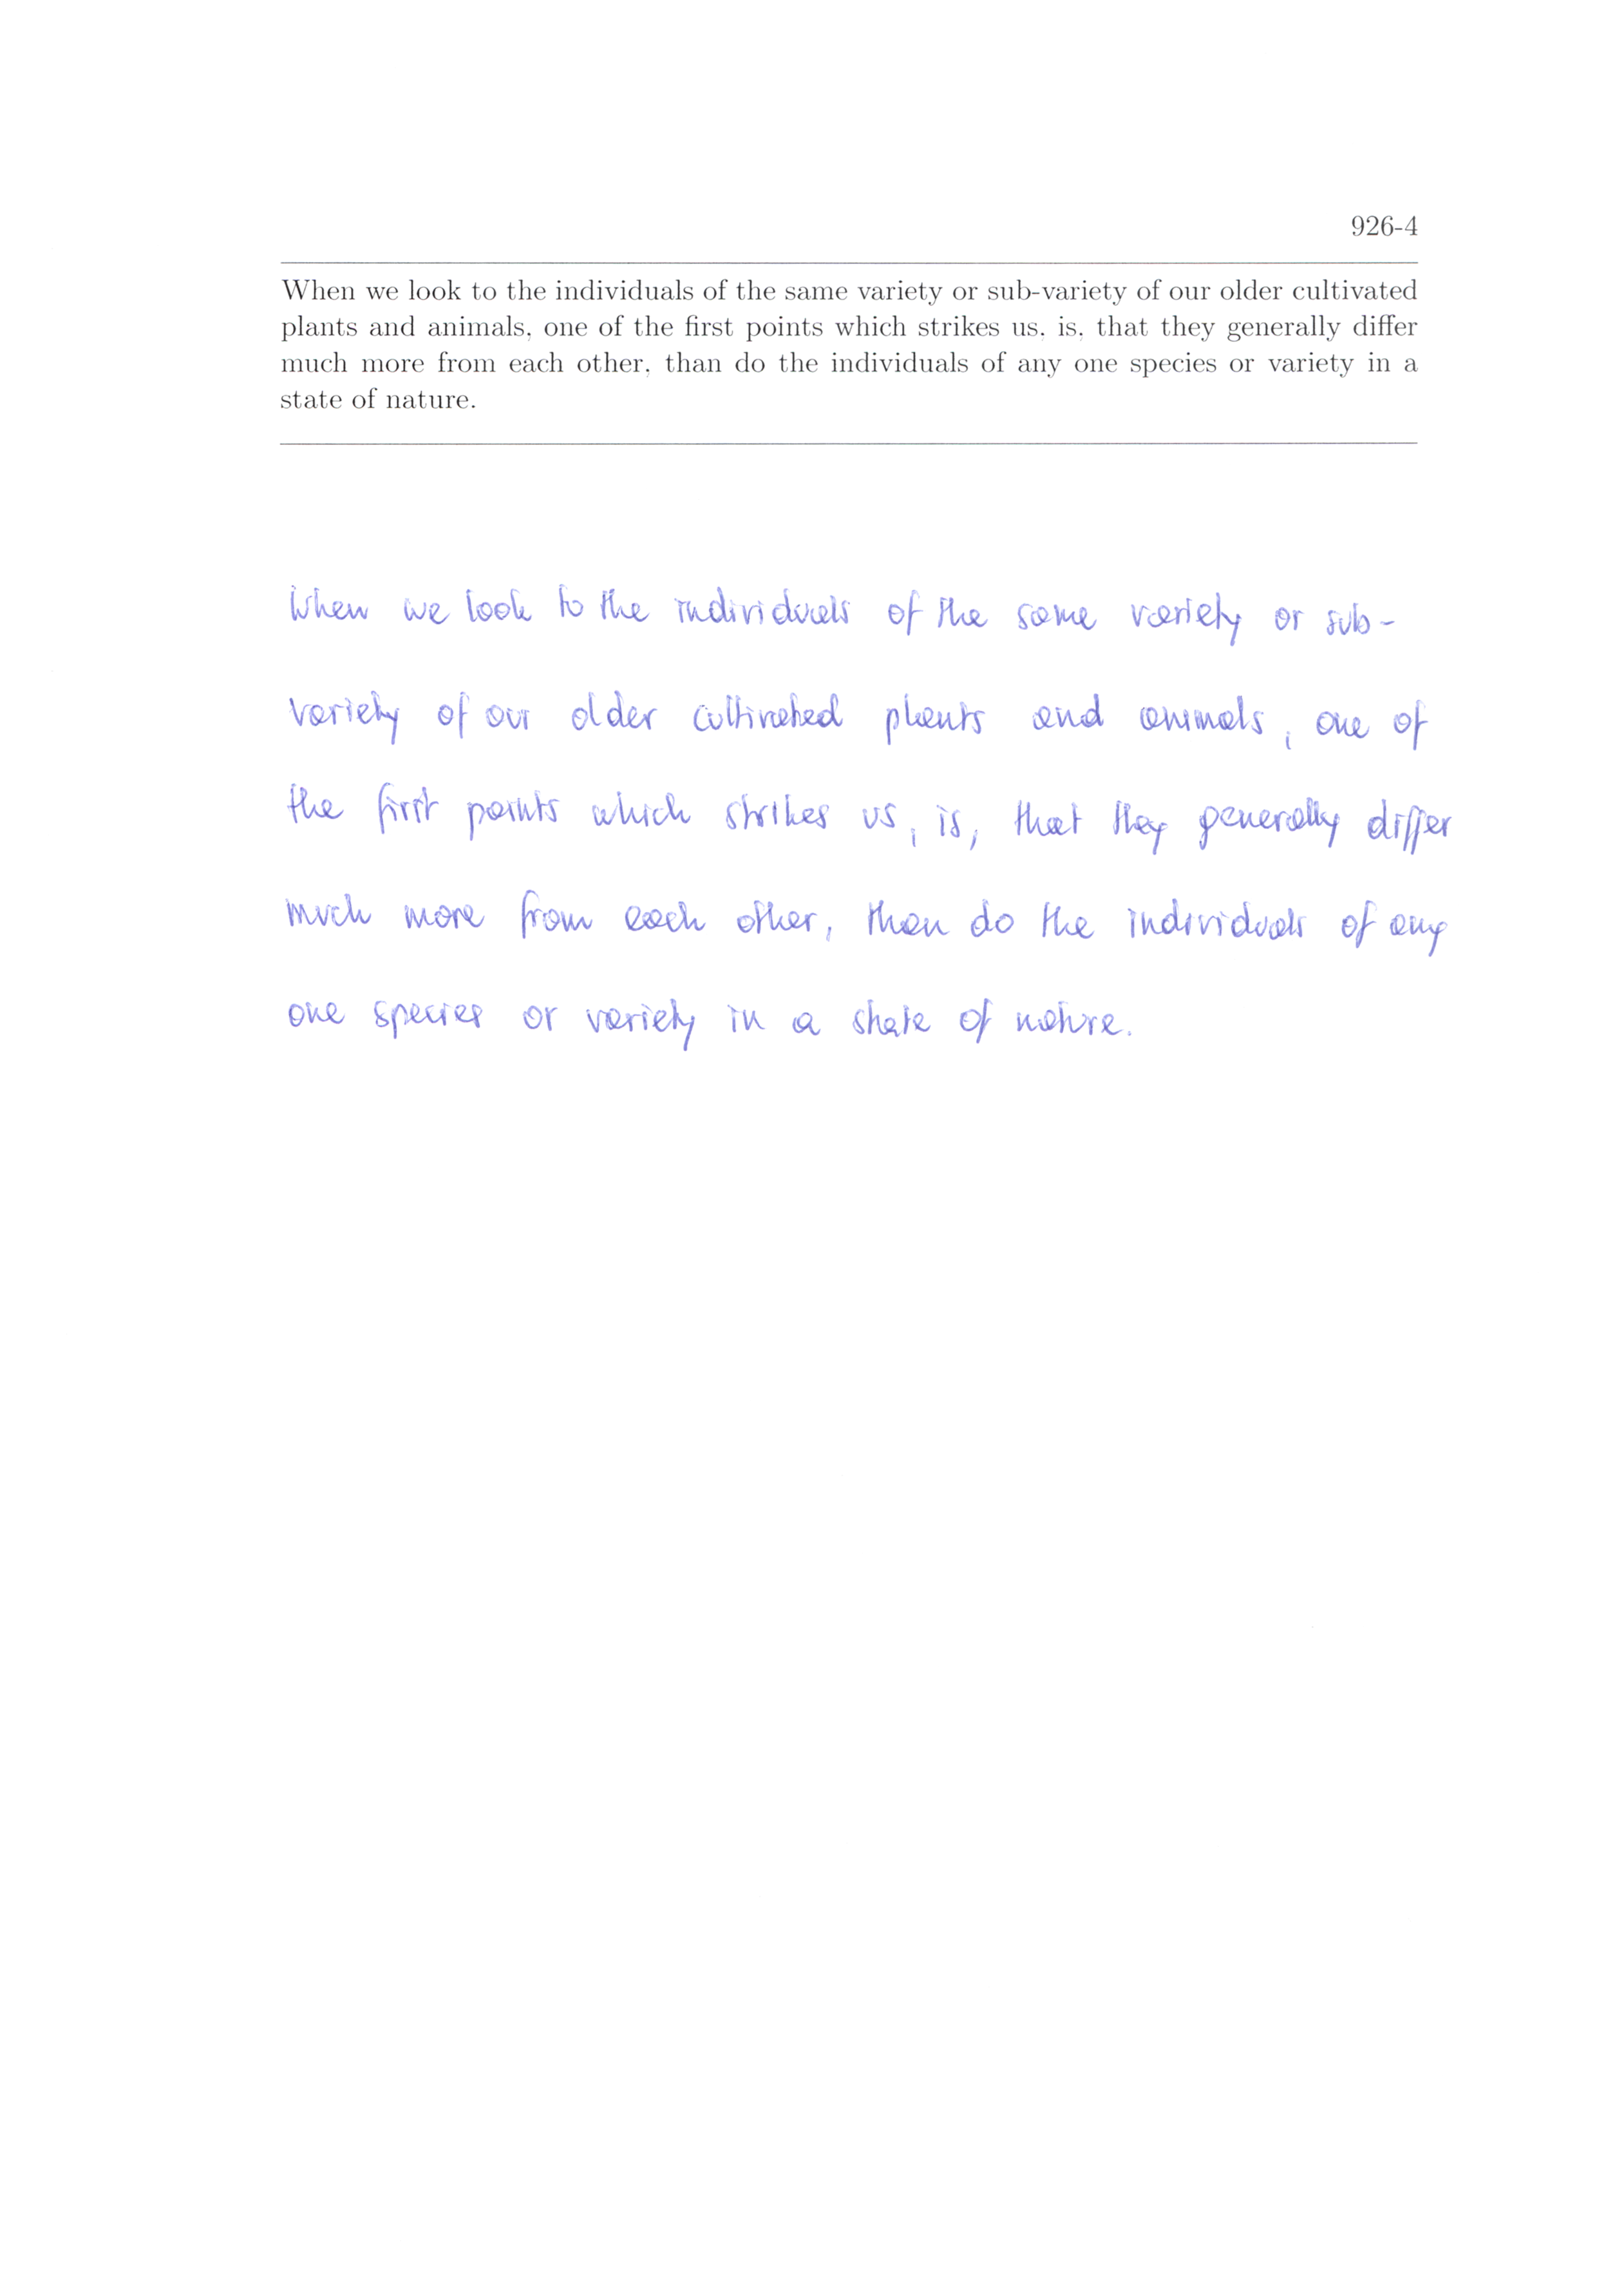 926-4
When we look to the individuals of the same variety or sub-variety of our older cultivated
plants and animals, one of the first points which strikes us, is, that they generally differ
much more from each other, than do the individuals of any one species or variety in a
state of nature.
When we look to the individuals of the same variety or sub-
variety of our older cultivated plants and animals, one of
the first points which strikes us, is, that they generally differ
much more from each other, than do the individuals of any
one species or variety in a state of nature.